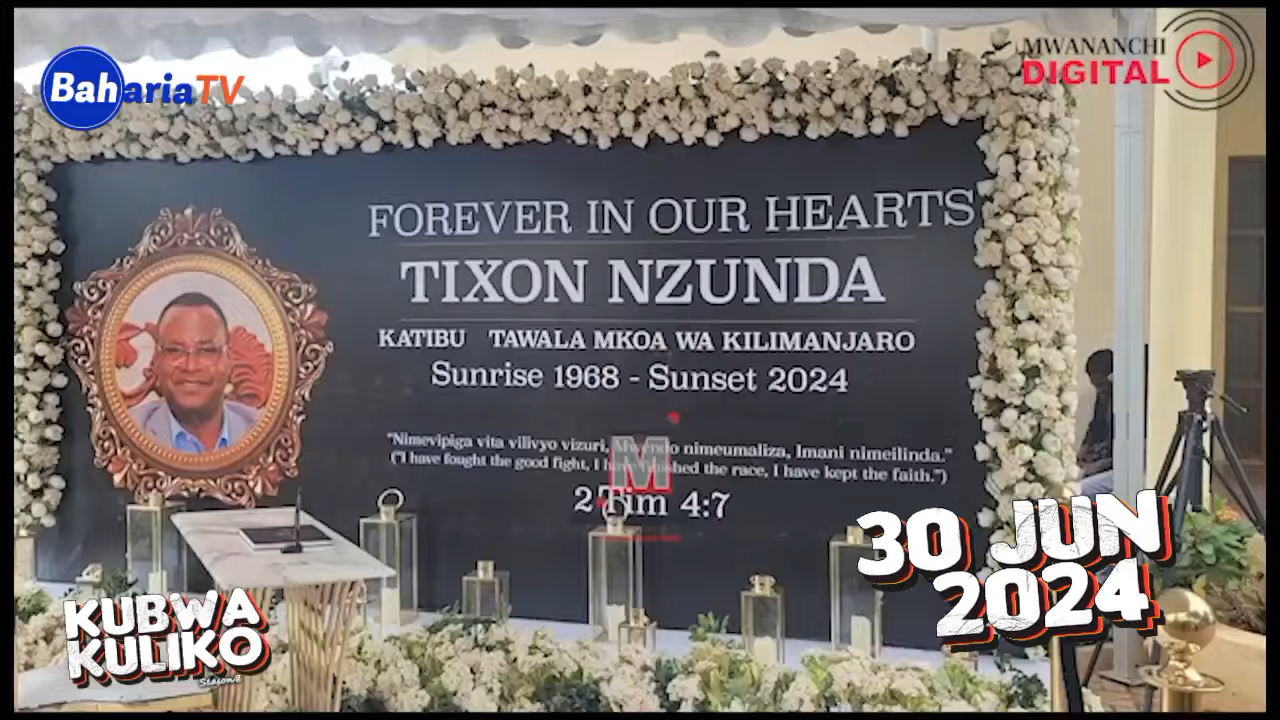 BahariaTV
MWANANCHI
DIGITAL
FOREVER IN OUR HEARTS
TIXON NZUNDA
KATIBU TAWALA MKOA WA KILIMANJARO
Sunrise 1968 - Sunset 2024
"Nimevipiga vita vilivyo vizuri, Mwendo nimeumaliza, Imani nimeilinda."
("I have fought the good fight, I have finished the race, I have kept the faith.")
M
2 Tim 4:7
30 JUN
2024
KUBWA
KULIKO